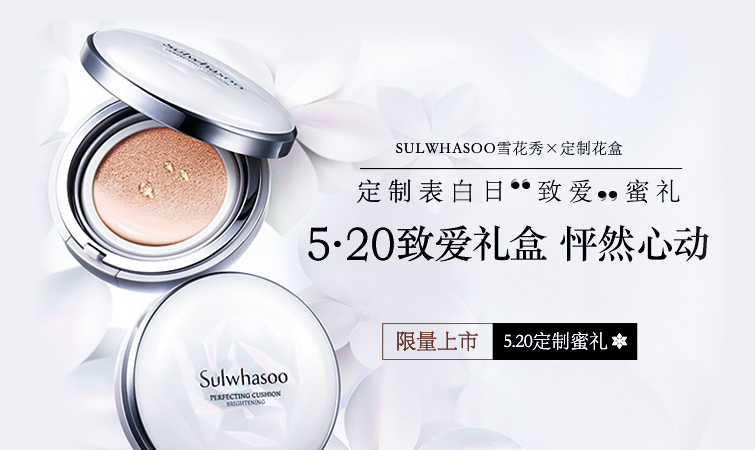 Sulwhasoo
SULWHASOO雪花秀×定制花盒
定制表白日“致爱„蜜礼
5·20致爱礼盒 怦然心动
限量上市
5.20定制蜜礼
Sulwhasoo
PERFECTING CUSHION
BRIGHTENING